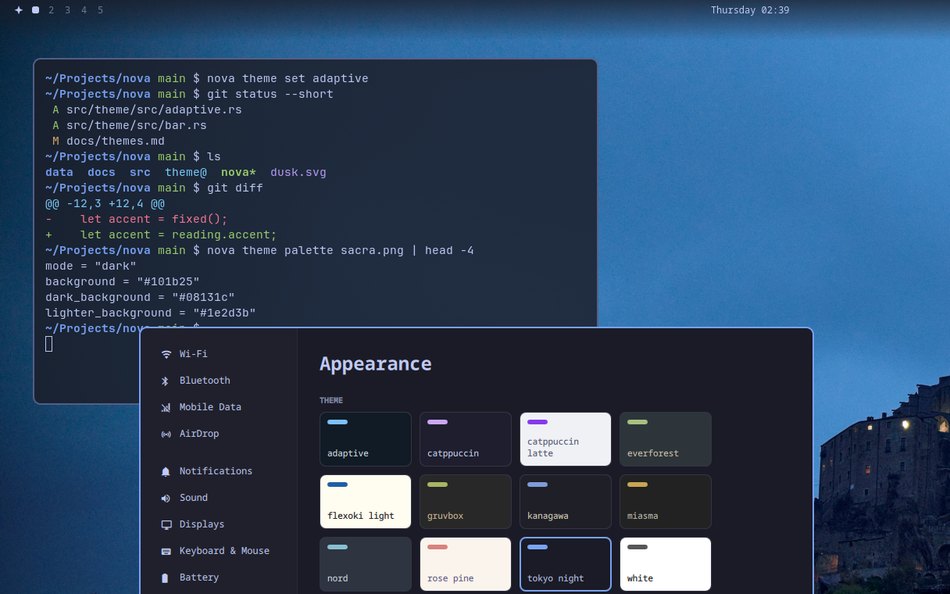 2 3 4 5
Thursday 02:39
~/Projects/nova main $ nova theme set adaptive
~/Projects/nova main $ git status --short
A src/theme/src/adaptive.rs
A src/theme/src/bar.rs
M docs/themes.md
~/Projects/nova main $ ls
data docs src theme@ nova* dusk.svg
~/Projects/nova main $ git diff
@@ -12,3 +12,4 @@
-    let accent = fixed();
+    let accent = reading.accent;
~/Projects/nova main $ nova theme palette sacra.png | head -4
mode = "dark"
background = "#101b25"
dark_background = "#08131c"
lighter_background = "#1e2d3b"
~/Projects/nova main $
Wi-Fi
Bluetooth
Mobile Data
AirDrop
Notifications
Sound
Displays
Keyboard & Mouse
Battery
Appearance
THEME
adaptive
catppuccin
catppuccin
latte
everforest
flexoki light
gruvbox
kanagawa
miasma
nord
rose pine
tokyo night
white